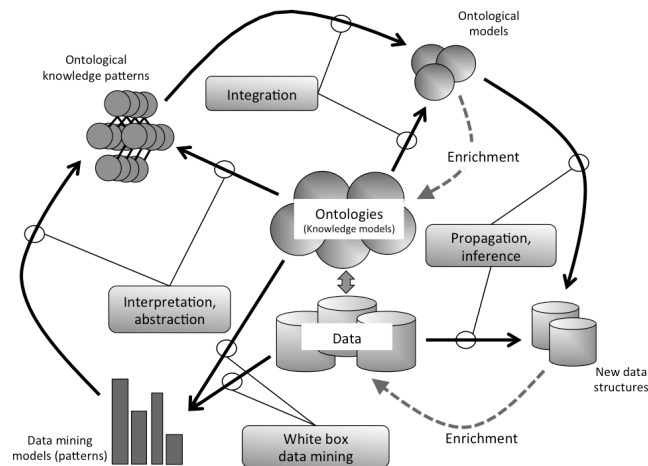 Ontological
models
Ontological
knowledge patterns
Integration
Enrichment
Ontologies
(Knowledge models)
Propagation,
inference
Interpretation,
abstraction
Data
New data
structures
Data mining
models (patterns)
White box
data mining
Enrichment